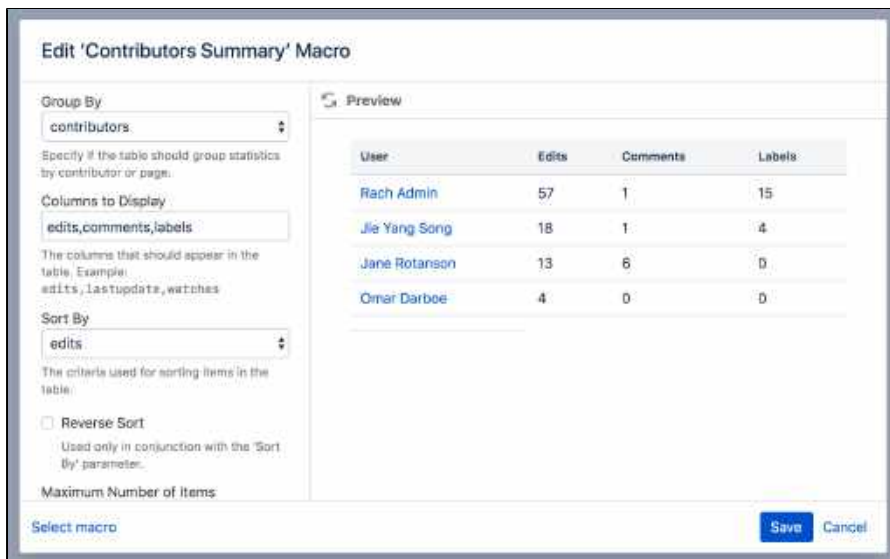 Edit 'Contributors Summary' Macro
Group By
contributors
Specify if the table should group statistics
by contributor or page.
Columns to Display
edits,comments,labels
The columns that should appear in the
table. Example:
edits,lastupdate,watches
Sort By
edits
The criteria used for sorting items in the
table.
Reverse Sort
Used only in conjunction with the 'Sort
By' parameter.
Maximum Number of Items
Preview
User Edits Comments Labels
Rach Admin 57 1 15
Jie Yang Song 18 1 4
Jane Rotanson 13 6 0
Omar Darboe 4 0 0
Select macro
Save Cancel